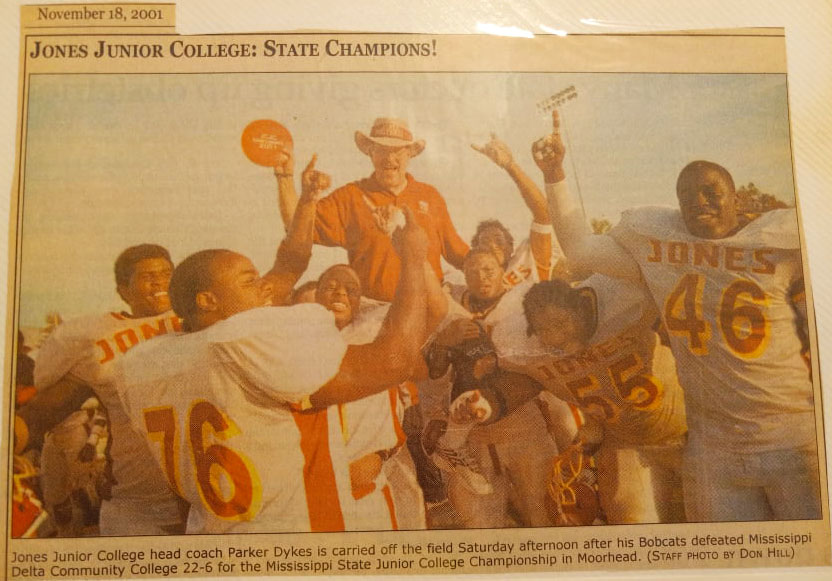 November 18, 2001
JONES JUNIOR COLLEGE: STATE CHAMPIONS!
JONES
46
JON
JONES
55
76
Jones Junior College head coach Parker Dykes is carried off the field Saturday afternoon after his Bobcats defeated Mississippi
Delta Community College 22-6 for the Mississippi State Junior College Championship in Moorhead. (STAFF PHOTO BY DON HILL)